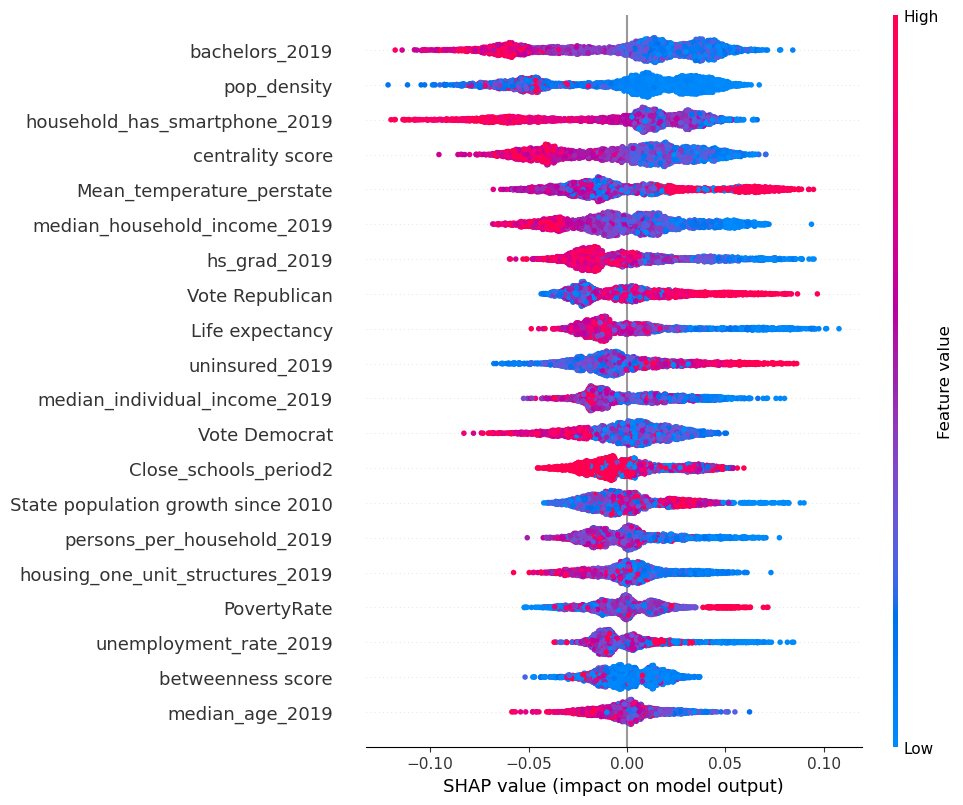 High
bachelors_2019
pop_density
household_has_smartphone_2019
centrality score
Mean_temperature_perstate
median_household_income_2019
hs_grad_2019
Vote Republican
Life expectancy
uninsured_2019
median_individual_income_2019
Vote Democrat
Close_schools_period2
State population growth since 2010
persons_per_household_2019
housing_one_unit_structures_2019
PovertyRate
unemployment_rate_2019
betweenness score
median_age_2019
Feature value
Low
−0.10 −0.05 0.00 0.05 0.10
SHAP value (impact on model output)